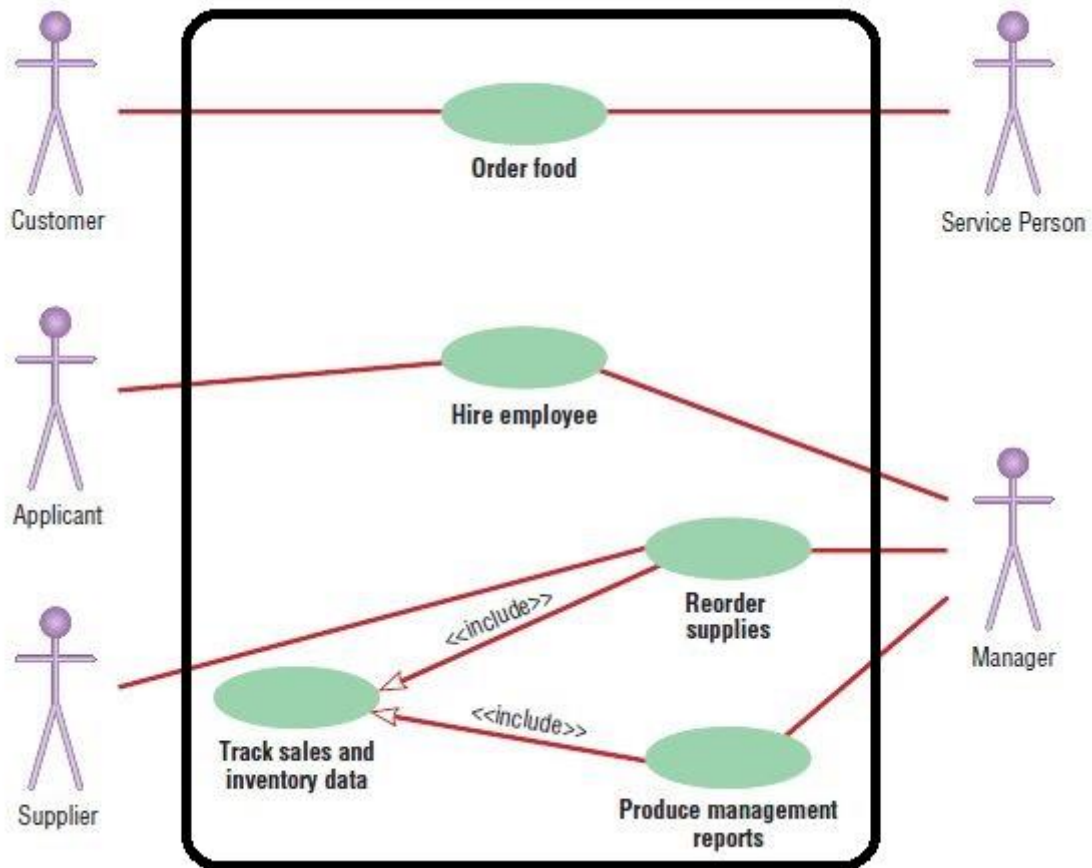 Order food
Customer
Service Person
Hire employee
Applicant
<<include>>
Reorder
supplies
Manager
<<include>>
Track sales and
inventory data
Supplier
Produce management
reports